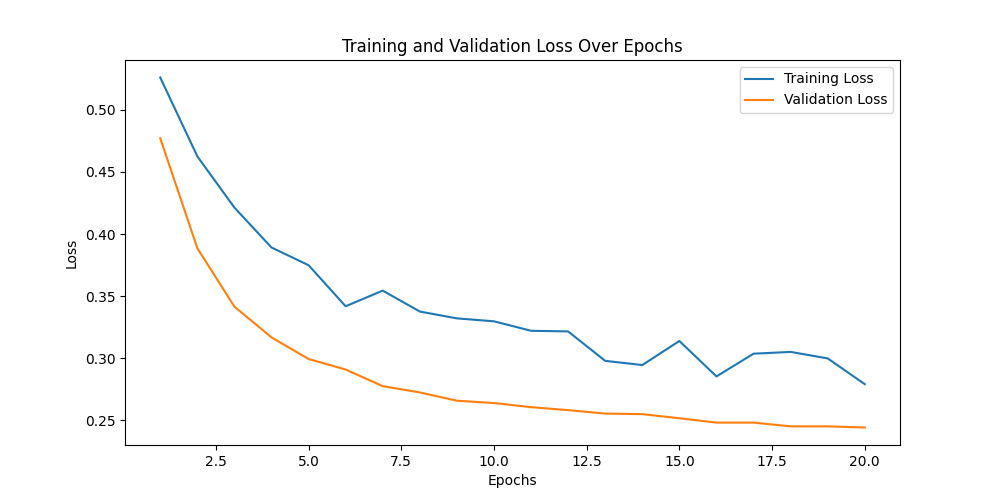 Training and Validation Loss Over Epochs
Training Loss
Validation Loss
Loss
0.50
0.45
0.40
0.35
0.30
0.25
2.5 5.0 7.5 10.0 12.5 15.0 17.5 20.0
Epochs